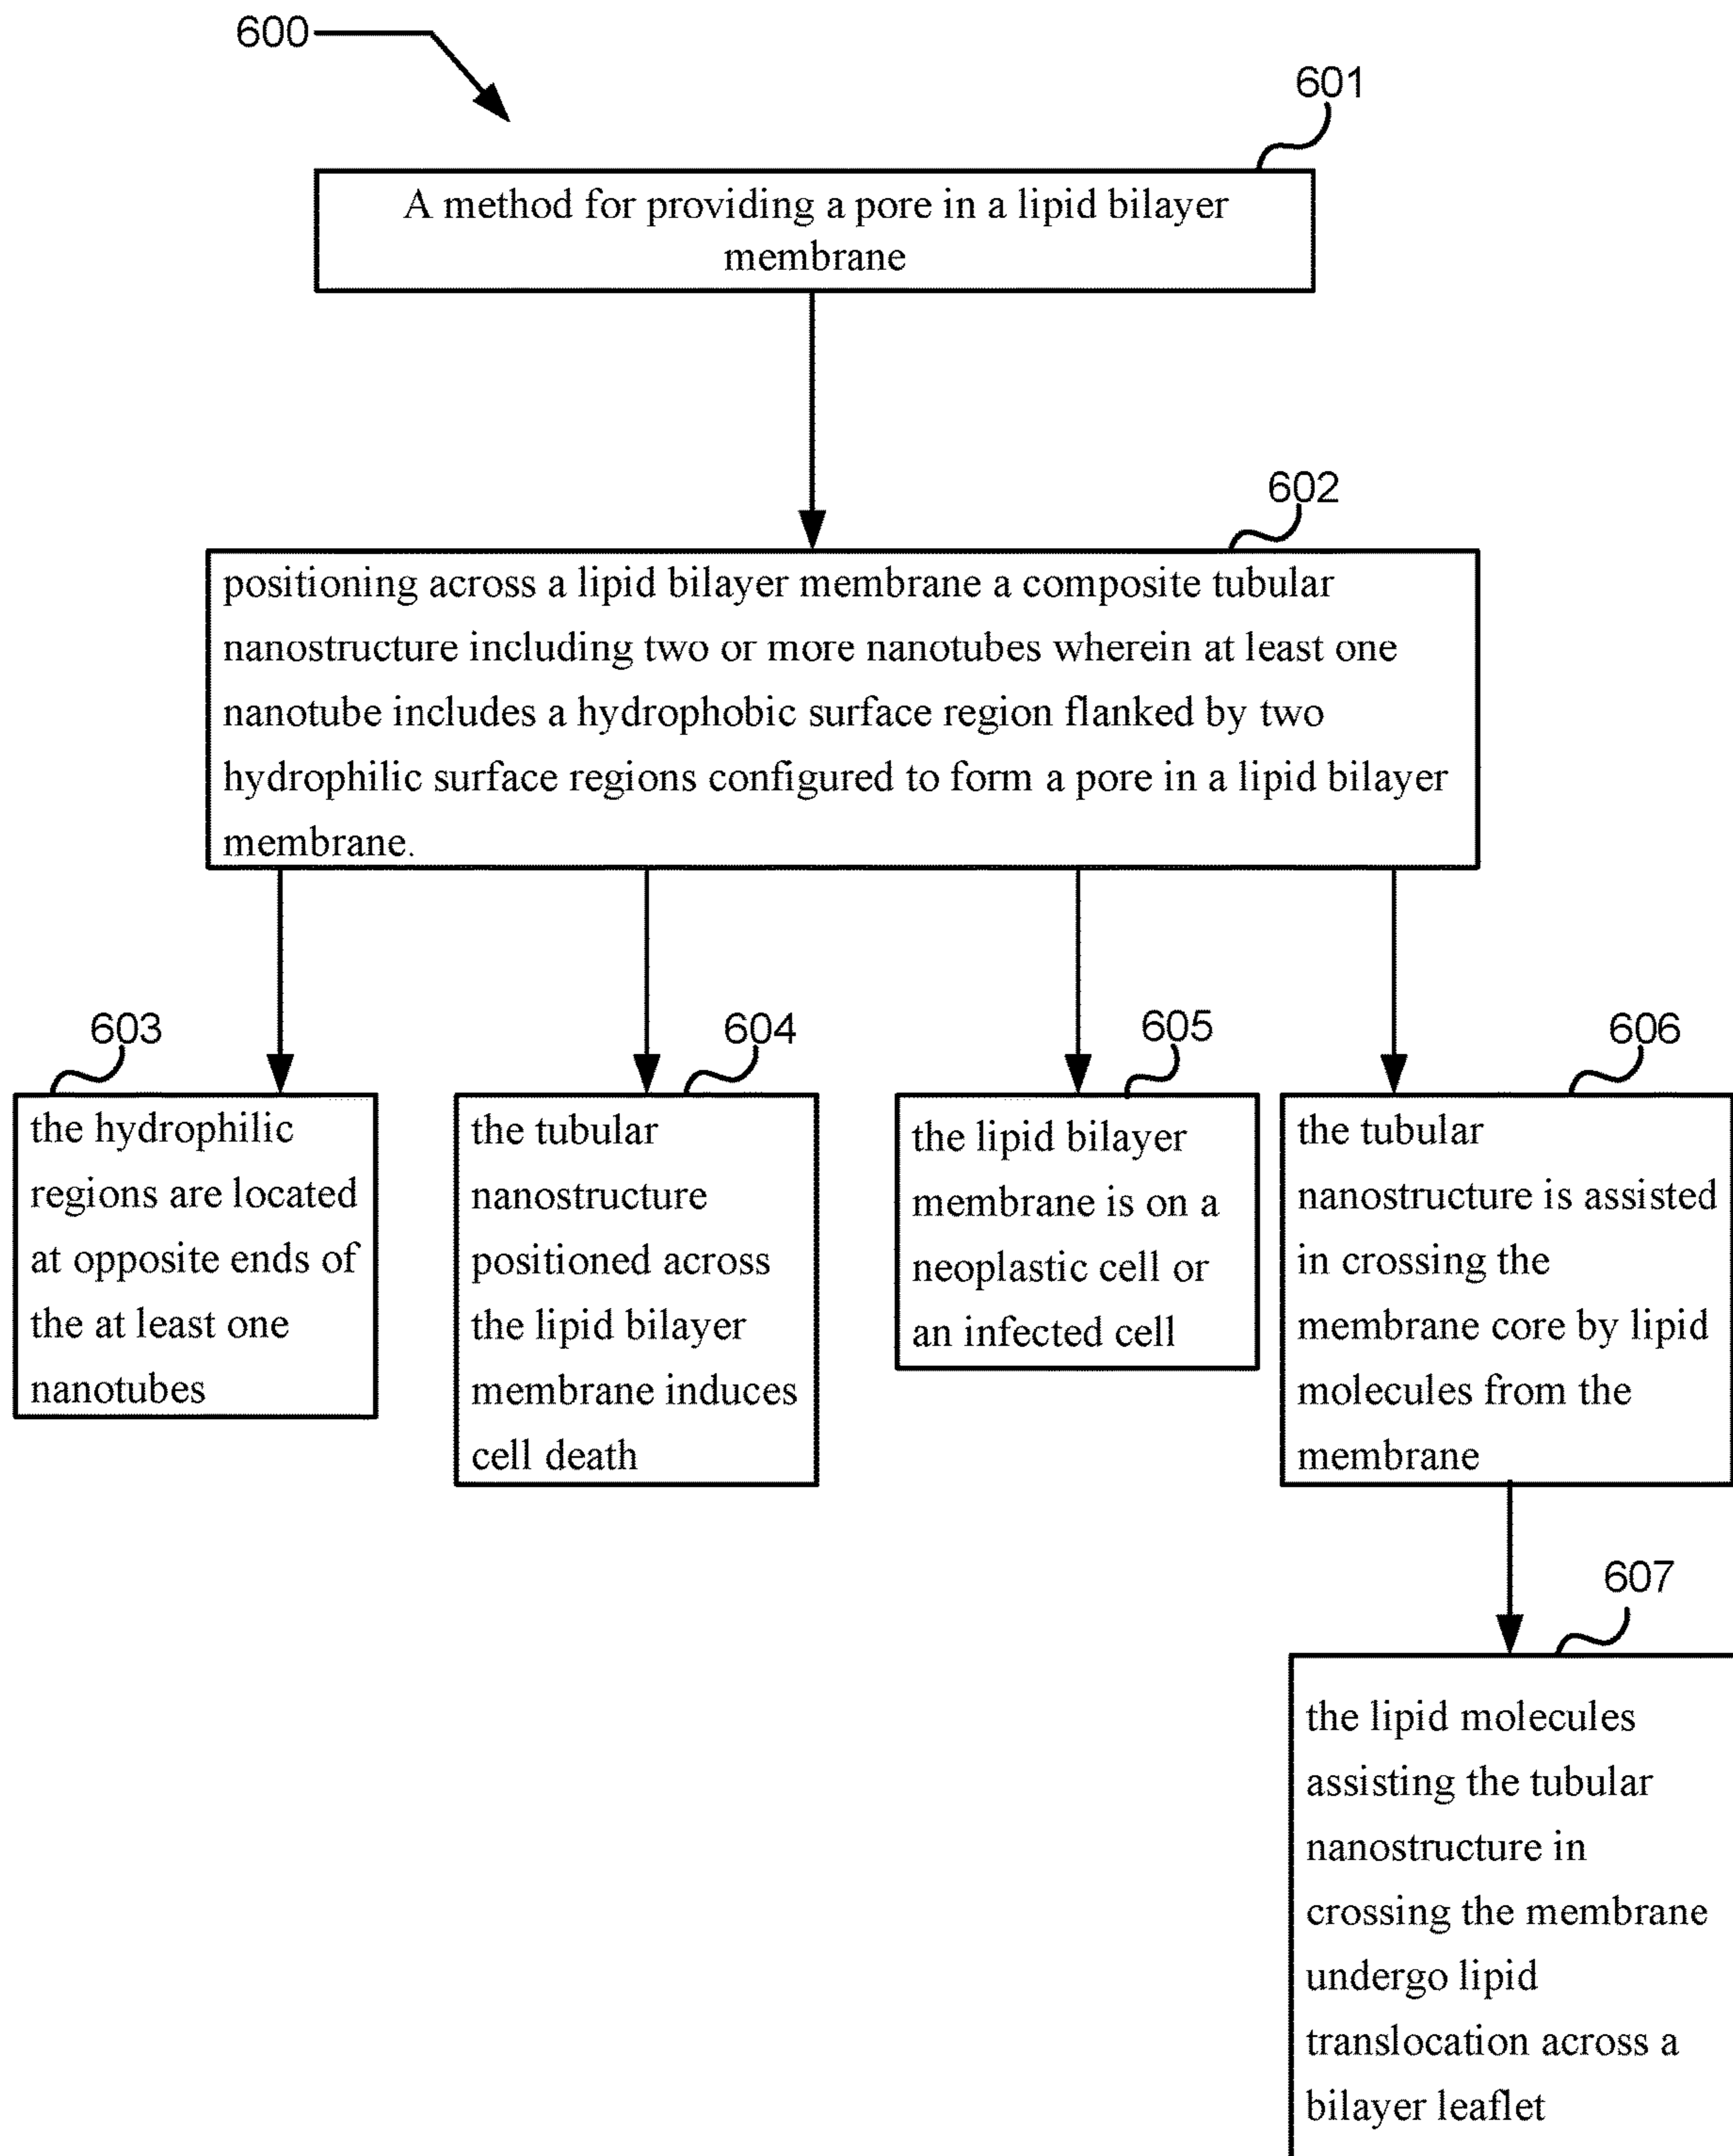 600
601
A method for providing a pore in a lipid bilayer
membrane
602
positioning across a lipid bilayer membrane a composite tubular
nanostructure including two or more nanotubes wherein at least one
nanotube includes a hydrophobic surface region flanked by two
hydrophilic surface regions configured to form a pore in a lipid bilayer
membrane.
603
the hydrophilic
regions are located
at opposite ends of
the at least one
nanotubes
604
the tubular
nanostructure
positioned across
the lipid bilayer
membrane induces
cell death
605
the lipid bilayer
membrane is on a
neoplastic cell or
an infected cell
606
the tubular
nanostructure is assisted
in crossing the
membrane core by lipid
molecules from the
membrane
607
the lipid molecules
assisting the tubular
nanostructure in
crossing the membrane
undergo lipid
translocation across a
bilayer leaflet